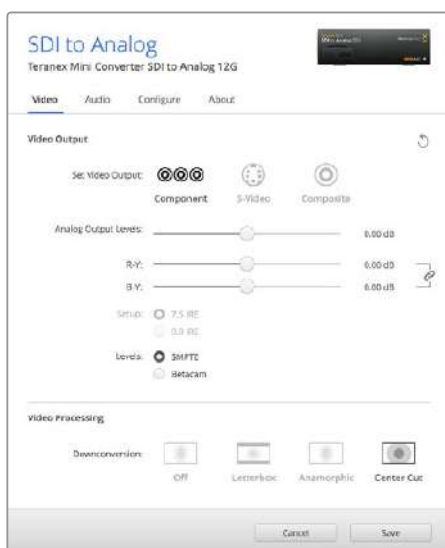 SDI to Analog
Teranex Mini Converter SDI to Analog 12G
Video Audio Configure About
Video Output
Set Video Output:
Component S-Video Composite
Analog Output Levels: 0.00 dB
R-Y: 0.00 dB
B-Y: 0.00 dB
Setup: 7.5 IRE
0.0 IRE
Levels: SMPTE
Betacam
Video Processing
Downconversion:
Off Letterbox Anamorphic Center Cut
Cancel Save